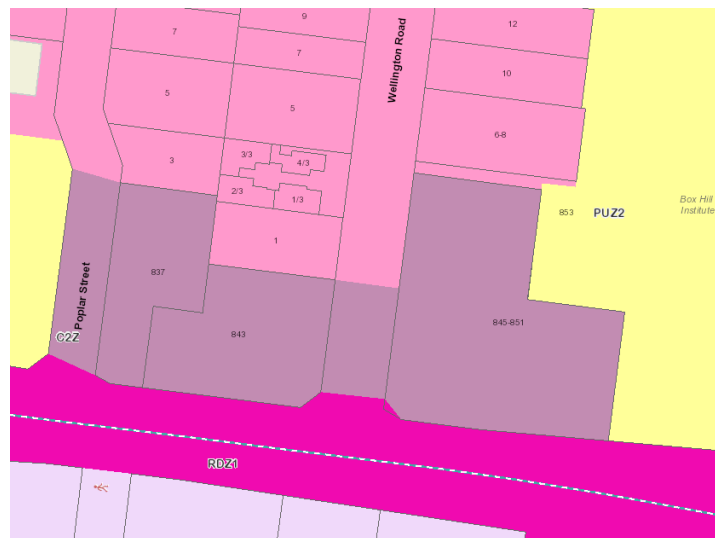 9
12
7
7
Wellington Road
10
5
5
6-8
3/3
4/3
3
2/3
1/3
Box Hill
Institute
853
PUZ2
1
837
Poplar Street
845-851
843
C2Z
RDZ1